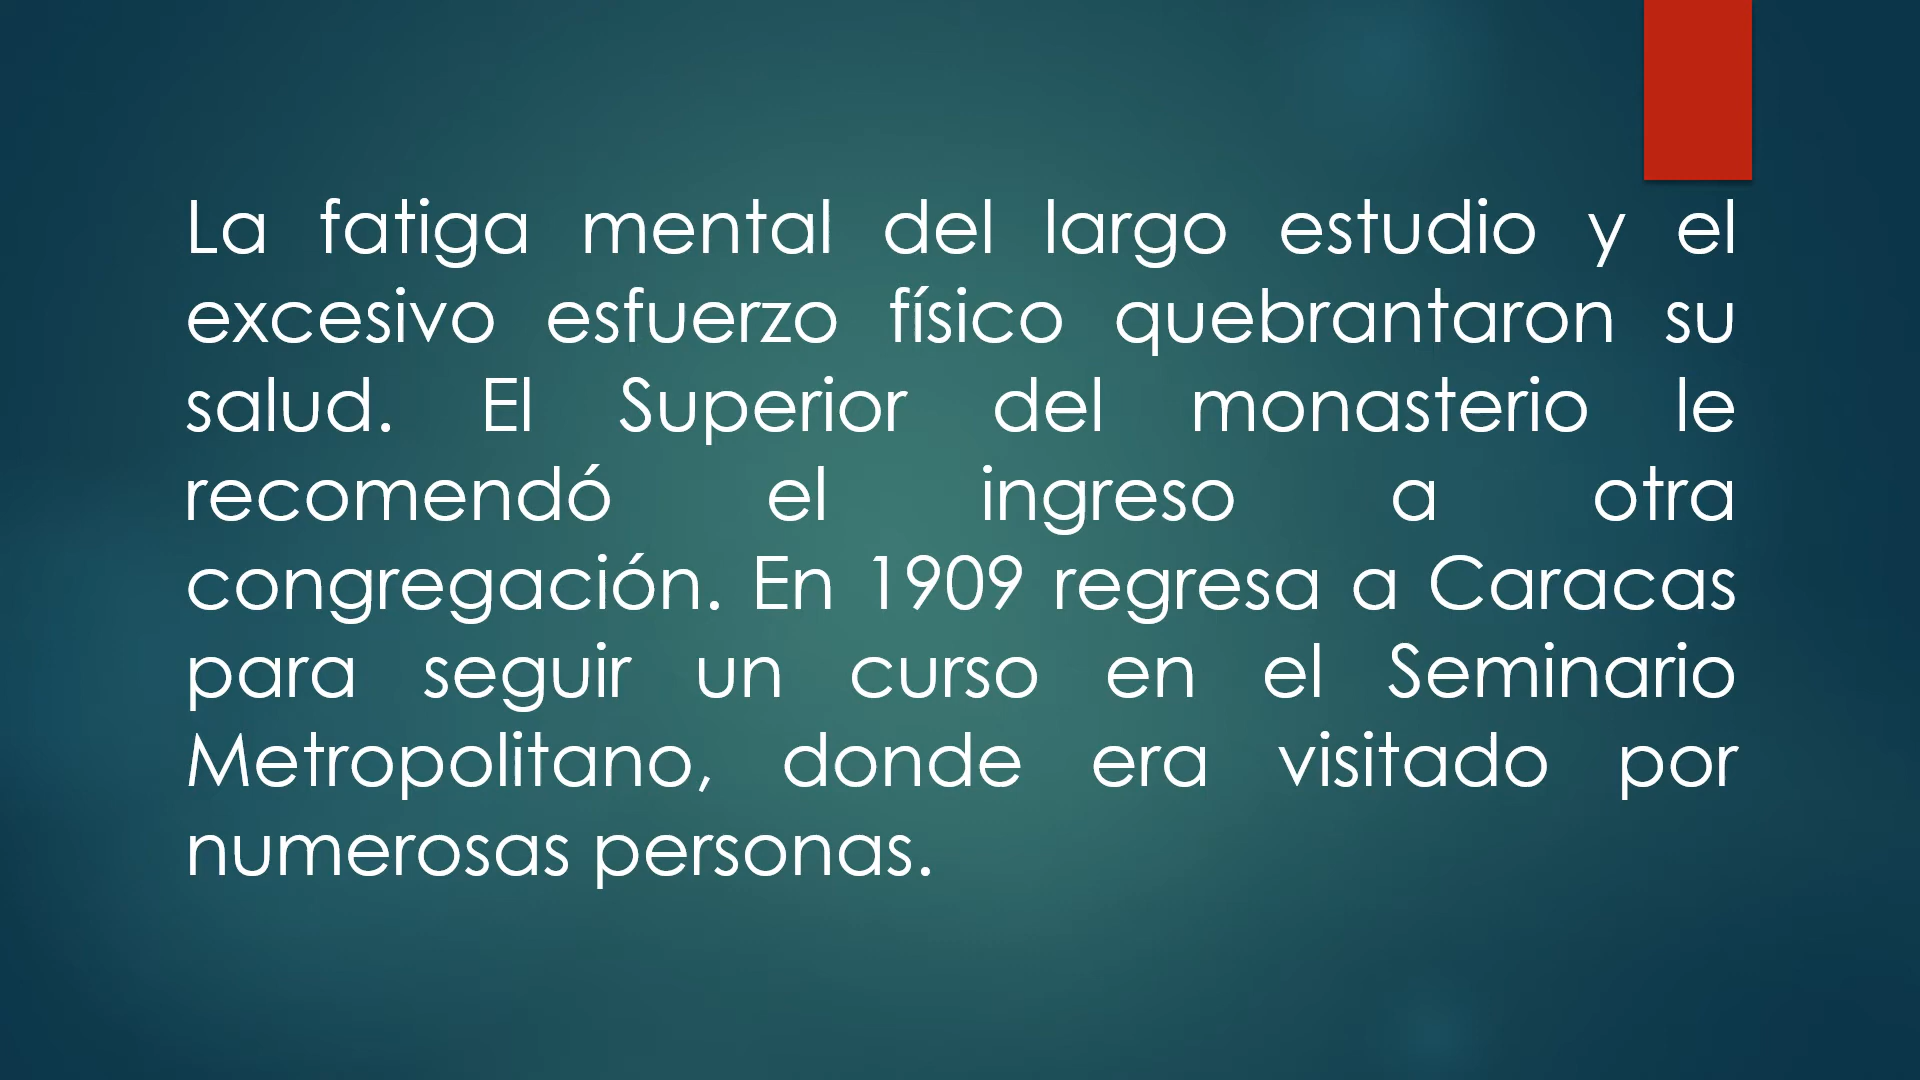 La fatiga mental del largo estudio y el
excesivo esfuerzo físico quebrantaron su
salud. El Superior del monasterio le
recomendó el ingreso a otra
congregación. En 1909 regresa a Caracas
para seguir un curso en el Seminario
Metropolitano, donde era visitado por
numerosas personas.